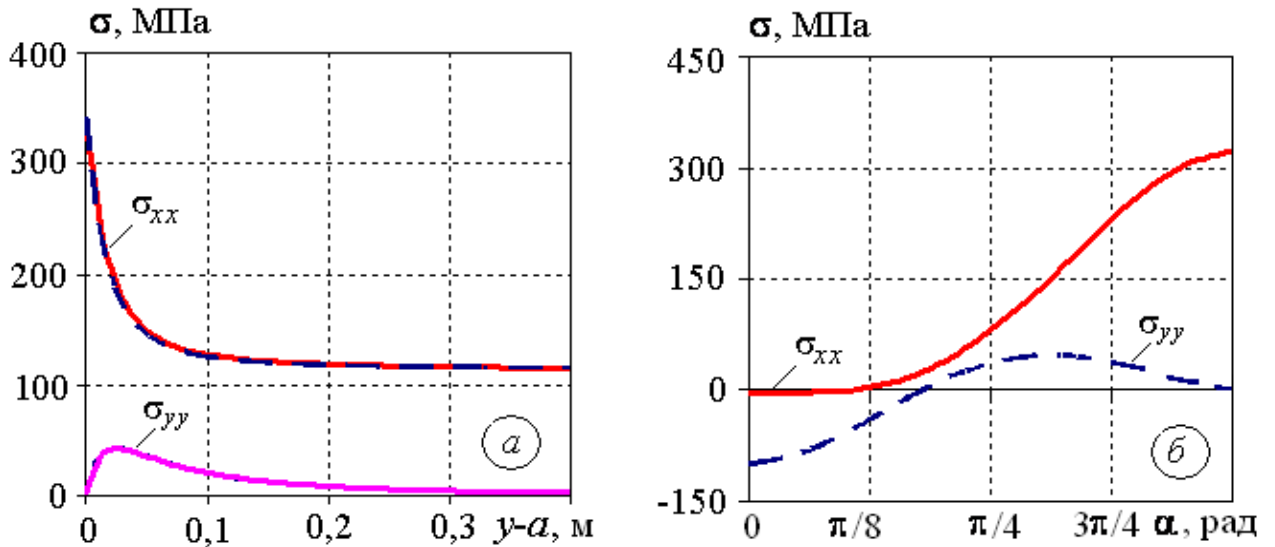 σ, МПа
400
300
200
100
0
σxx
σyy
а
0
0,1
0,2
0,3
y-a, м
σ, МПа
450
300
150
0
-150
σxx
σyy
б
0
π/8
π/4
3π/4
α, рад